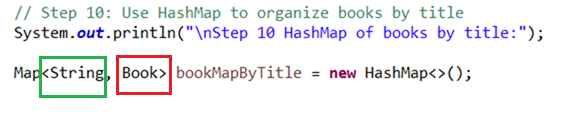 // Step 10: Use HashMap to organize books by title
System.out.println("\nStep 10 HashMap of books by title:");
Map<String, Book> bookMapByTitle = new HashMap<>();